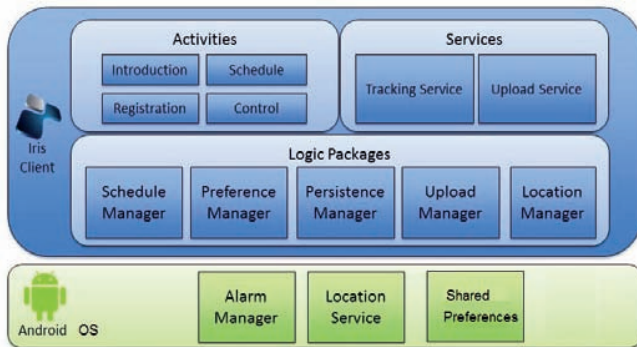 Activities
Introduction
Schedule
Registration
Control
Services
Tracking Service
Upload Service
Iris
Client
Logic Packages
Schedule
Manager
Preference
Manager
Persistence
Manager
Upload
Manager
Location
Manager
Android OS
Alarm
Manager
Location
Service
Shared
Preferences